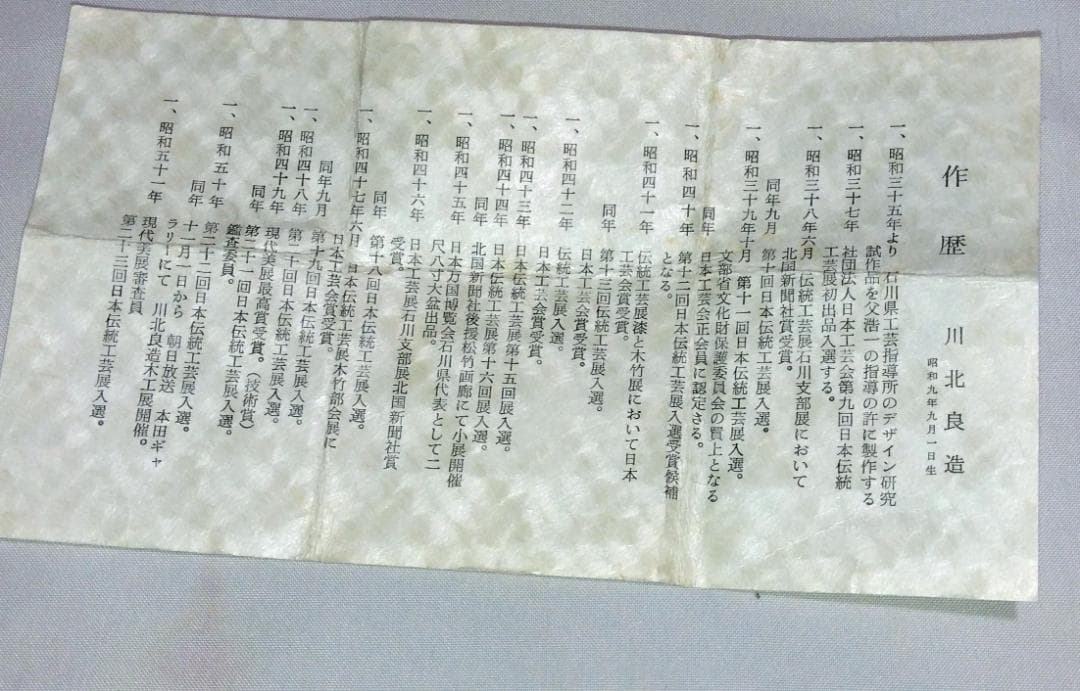 作歴　川北良造
昭和九年九月一日生
一、昭和三十五年より　石川県工芸指導所のデザイン研究
試作品を父浩一の指導の許に製作する
一、昭和三十七年　社団法人日本工芸会第九回日本伝統
工芸展初出品入選する。
一、昭和三十八年六月　伝統工芸展石川支部展において
北国新聞社賞受賞。
同年九月　第十回日本伝統工芸展入選。
一、昭和三十九年十月　第十一回日本伝統工芸展入選。
文部省文化財保護委員会の買上となる
同年　日本工芸会正会員に認定さる。
一、昭和四十年　第十二回日本伝統工芸展入選受賞候補
となる。
一、昭和四十一年　伝統工芸展漆と木竹展において日本
工芸会賞受賞。
同年　第十三回伝統工芸展入選。
日本工芸会賞受賞。
一、昭和四十二年　伝統工芸展入選。
日本工芸会賞受賞。
一、昭和四十三年　日本伝統工芸展第十五回展入選。
一、昭和四十四年　日本伝統工芸展第十六回展入選。
同年　北国新聞社後援松竹画廊にて小展開催
一、昭和四十五年　日本万国博覧会石川県代表として二
尺八寸大盆出品。
一、昭和四十六年　日本工芸展石川支部展北国新聞社賞
受賞。
同年　第十八回日本伝統工芸展入選。
一、昭和四十七年六月　日本伝統工芸展木竹部会展に
日本工芸会賞受賞。
同年九月　第十九回日本伝統工芸展入選。
一、昭和四十八年　第二十回日本伝統工芸展入選。
一、昭和四十九年　現代美展最高賞受賞。（技術賞）
同年　第二十一回日本伝統工芸展入選。
鑑査委員。
一、昭和五十年　第二十二回日本伝統工芸展入選。
同年　十一月一日から　朝日放送　本田ギャ
ラリーにて　川北良造木工展開催。
一、昭和五十一年　現代美展審査員
第二十三回日本伝統工芸展入選。